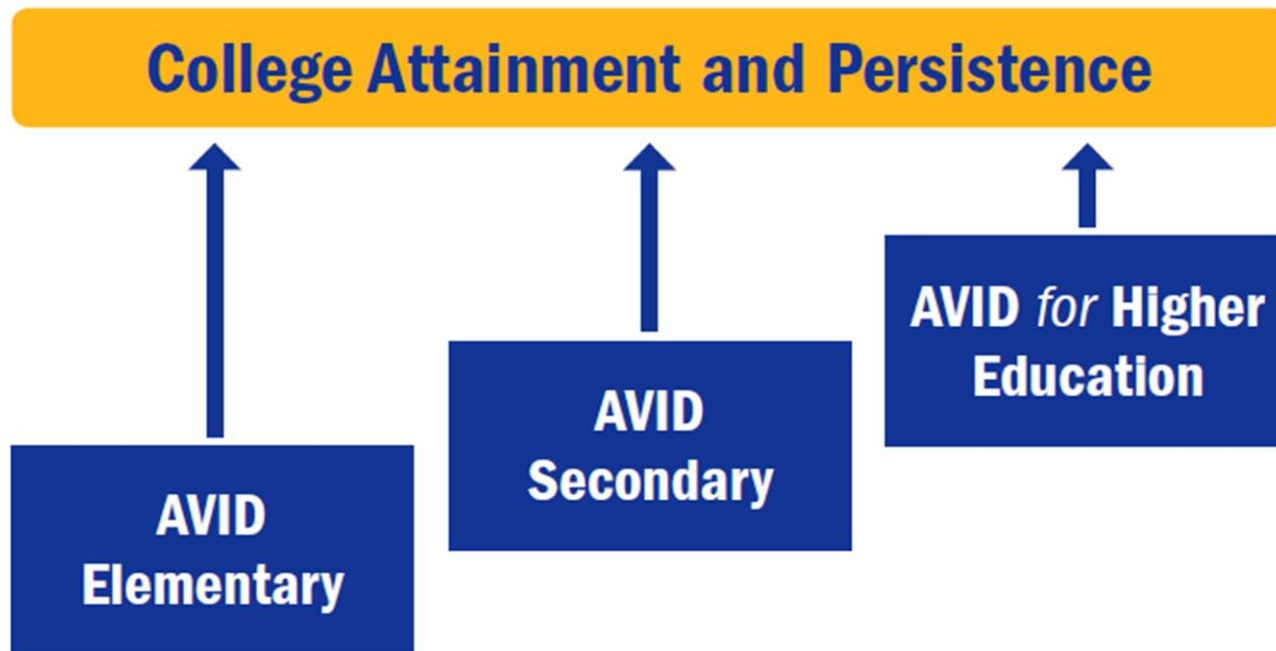 College Attainment and Persistence
AVID for Higher
Education
AVID
Secondary
AVID
Elementary